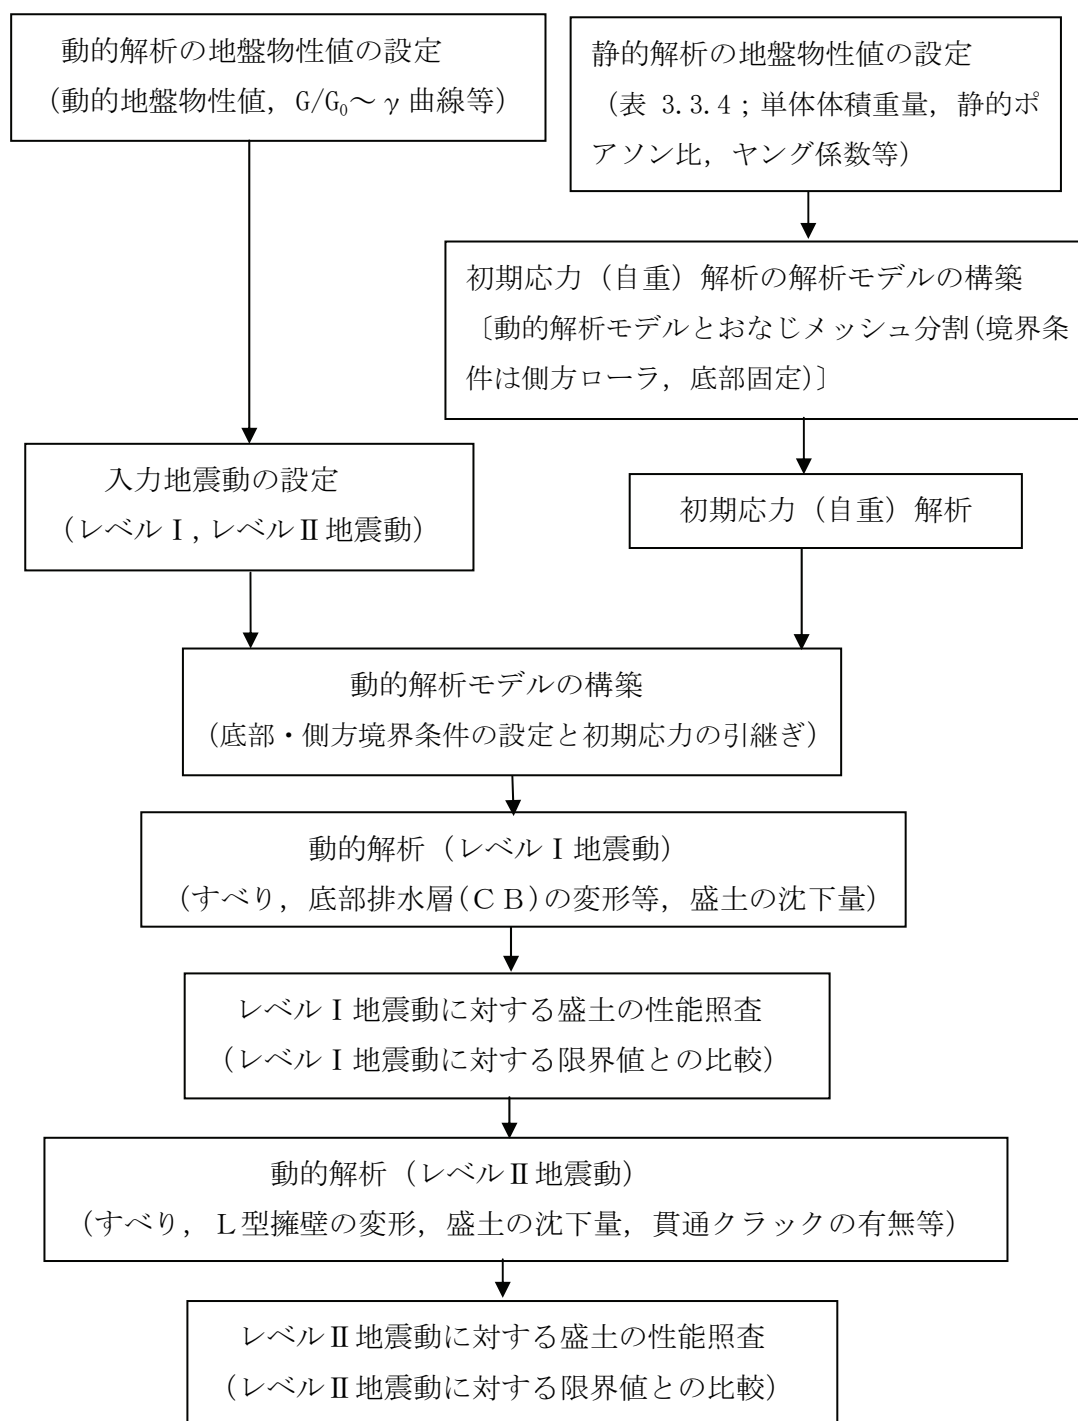 動的解析の地盤物性値の設定
(動的地盤物性値, G/G₀～γ曲線等)
静的解析の地盤物性値の設定
(表 3.3.4;単体体積重量, 静的ポ
アソン比, ヤング係数等)
初期応力(自重)解析の解析モデルの構築
〔動的解析モデルとおなじメッシュ分割(境界条
件は側方ローラ, 底部固定)〕
入力地震動の設定
(レベルⅠ, レベルⅡ地震動)
初期応力(自重)解析
動的解析モデルの構築
(底部・側方境界条件の設定と初期応力の引継ぎ)
動的解析(レベルⅠ地震動)
(すべり, 底部排水層(CB)の変形等, 盛土の沈下量)
レベルⅠ地震動に対する盛土の性能照査
(レベルⅠ地震動に対する限界値との比較)
動的解析(レベルⅡ地震動)
(すべり, L型擁壁の変形, 盛土の沈下量, 貫通クラックの有無等)
レベルⅡ地震動に対する盛土の性能照査
(レベルⅡ地震動に対する限界値との比較)